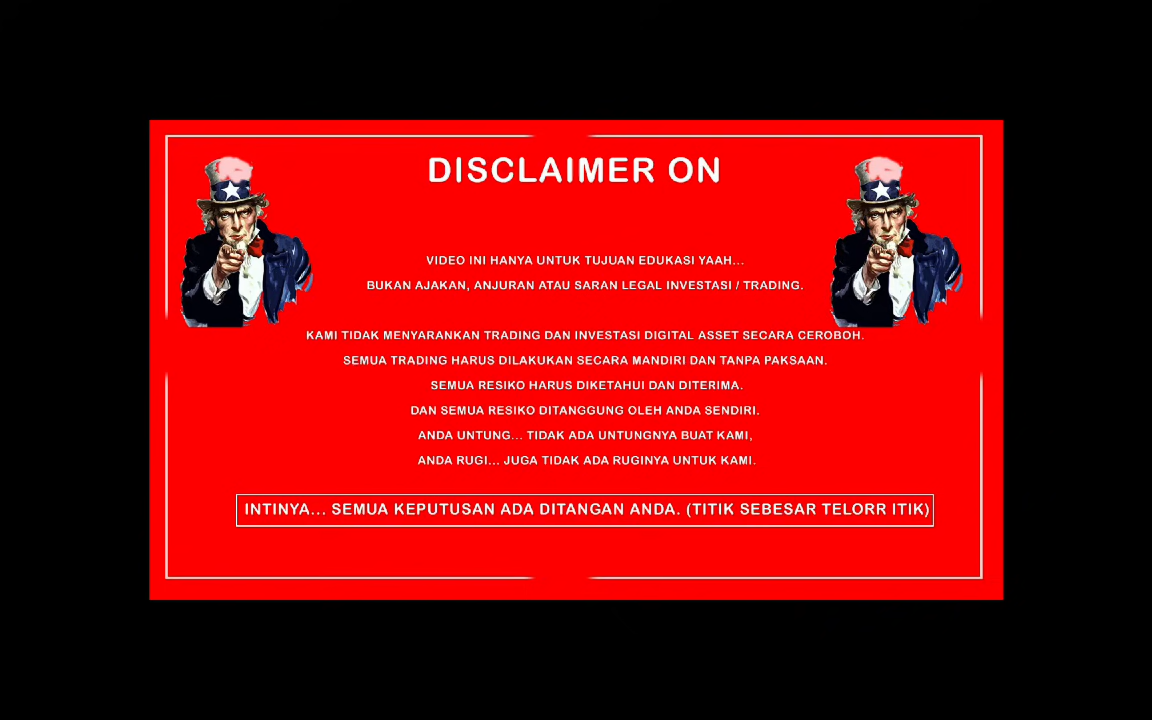 DISCLAIMER ON
VIDEO INI HANYA UNTUK TUJUAN EDUKASI YAAH...
BUKAN AJAKAN, ANJURAN ATAU SARAN LEGAL INVESTASI / TRADING.
KAMI TIDAK MENYARANKAN TRADING DAN INVESTASI DIGITAL ASSET SECARA CEROBOH.
SEMUA TRADING HARUS DILAKUKAN SECARA MANDIRI DAN TANPA PAKSAAN.
SEMUA RESIKO HARUS DIKETAHUI DAN DITERIMA.
DAN SEMUA RESIKO DITANGGUNG OLEH ANDA SENDIRI.
ANDA UNTUNG... TIDAK ADA UNTUNGNYA BUAT KAMI,
ANDA RUGI... JUGA TIDAK ADA RUGINYA UNTUK KAMI.
INTINYA... SEMUA KEPUTUSAN ADA DITANGAN ANDA. (TITIK SEBESAR TELORR ITIK)